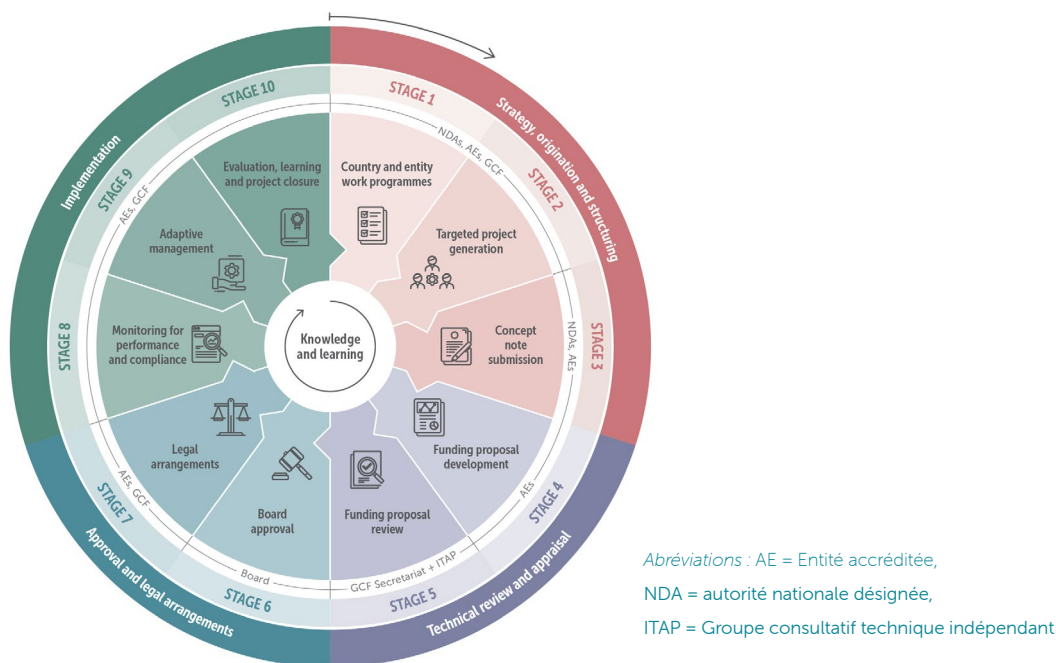 STAGE 1
STAGE 2
STAGE 3
STAGE 4
STAGE 5
STAGE 6
STAGE 7
STAGE 8
STAGE 9
STAGE 10
Strategy, origination and structuring
Technical review and appraisal
Approval and legal arrangements
Implementation
NDAs, AEs, GCF
NDAs, AEs
AEs
GCF Secretariat + ITAP
Board
AEs, GCF
AEs, GCF
Country and entity
work programmes
Targeted project
generation
Concept
note
submission
Funding proposal
development
Funding proposal
review
Board
approval
Legal
arrangements
Monitoring for
performance
and compliance
Adaptive
management
Evaluation, learning
and project closure
Knowledge
and learning
Abréviations : AE = Entité accréditée,
NDA = autorité nationale désignée,
ITAP = Groupe consultatif technique indépendant